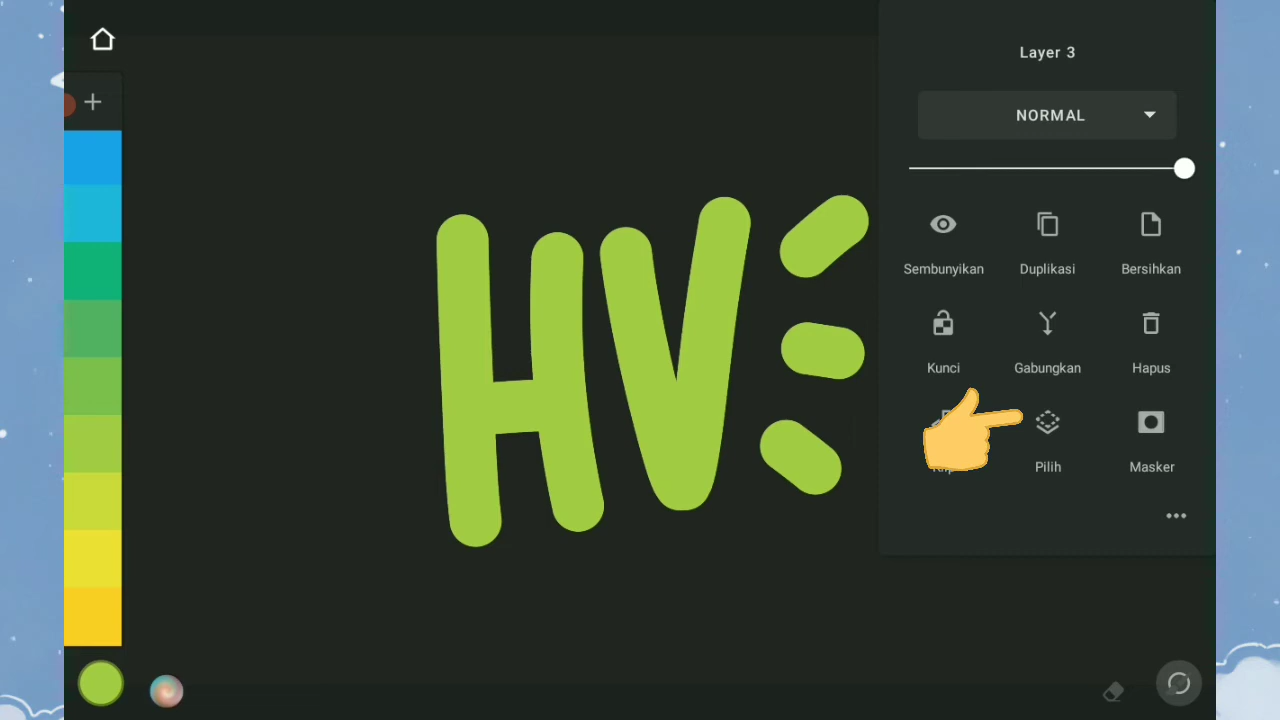 Layer 3
NORMAL
HV
Sembunyikan
Duplikasi
Bersihkan
Kunci
Gabungkan
Hapus
Pilih
Masker